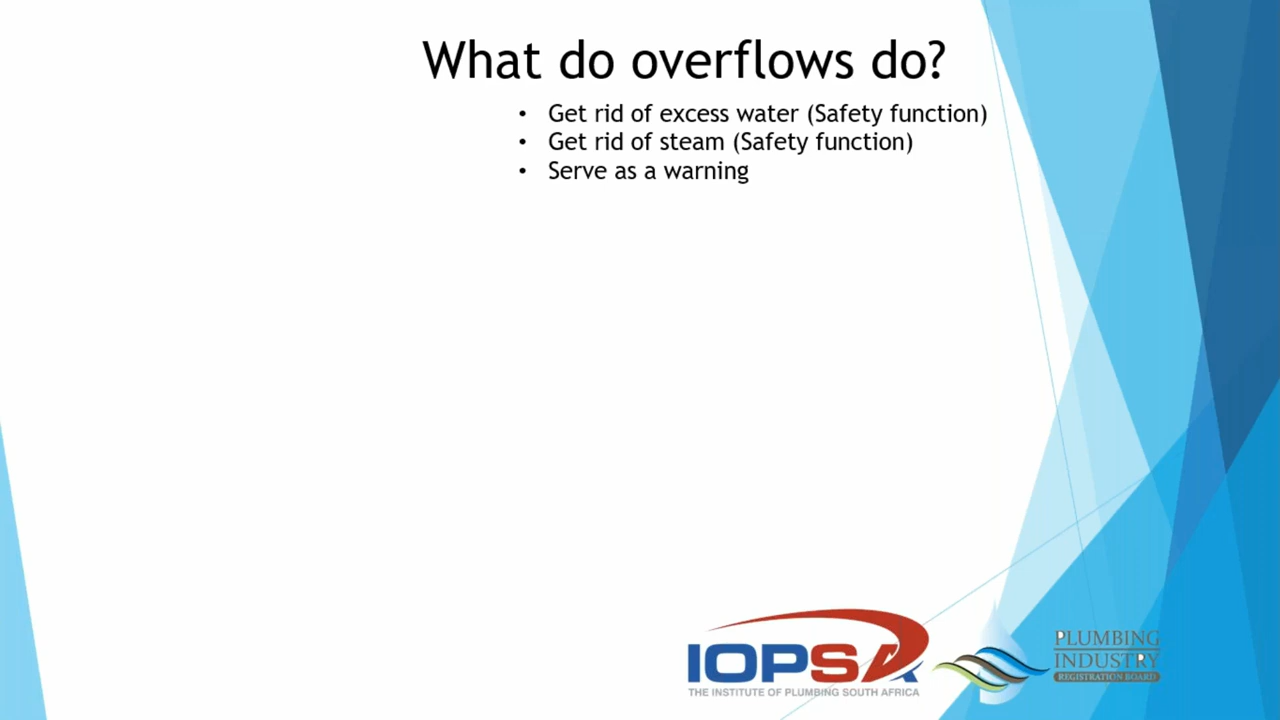 What do overflows do?
• Get rid of excess water (Safety function)
• Get rid of steam (Safety function)
• Serve as a warning
IOPSA
THE INSTITUTE OF PLUMBING SOUTH AFRICA
PLUMBING
INDUSTRY
REGISTRATION BOARD